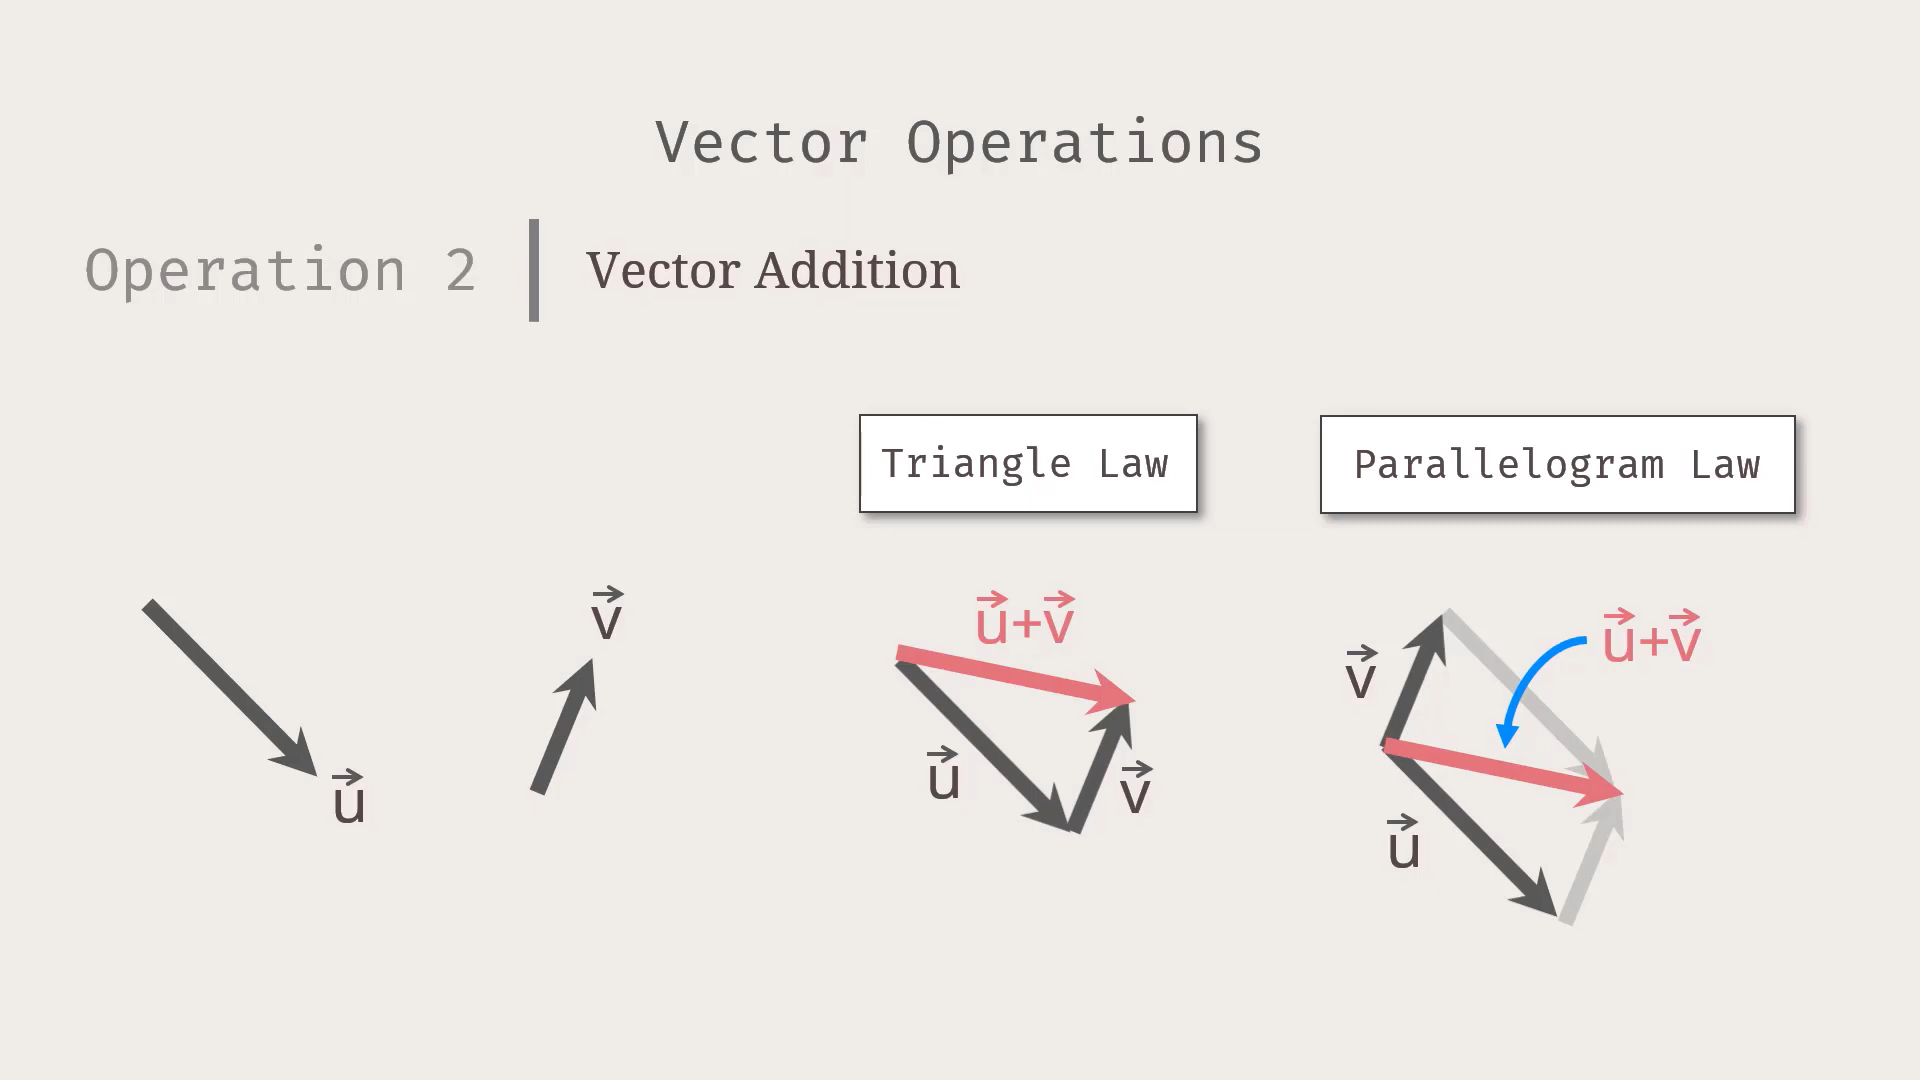 Vector Operations
Operation 2
Vector Addition
Triangle Law
Parallelogram Law
u⃗
v⃗
u⃗+v⃗
u⃗
v⃗
v⃗
u⃗+v⃗
u⃗